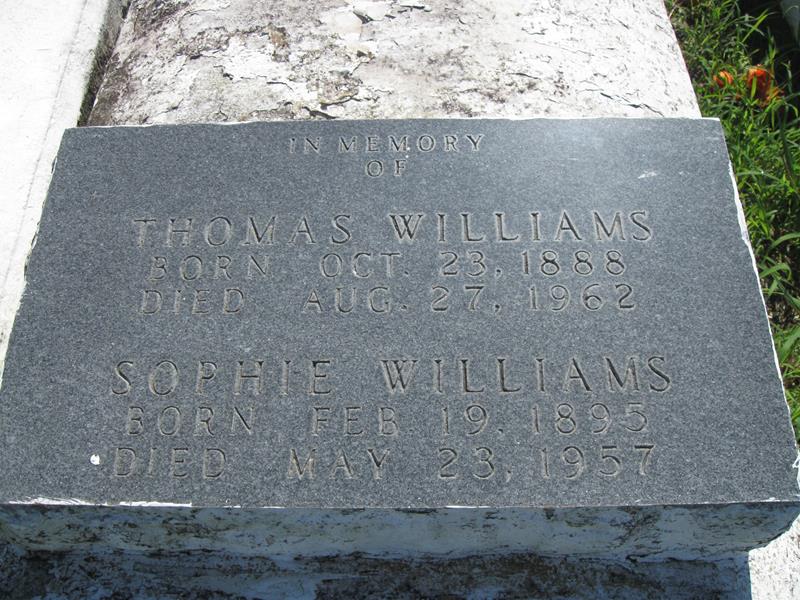 IN MEMORY
OF
THOMAS WILLIAMS
BORN OCT. 23, 1888
DIED AUG. 27, 1962
SOPHIE WILLIAMS
BORN FEB. 19, 1895
DIED MAY 23, 1957